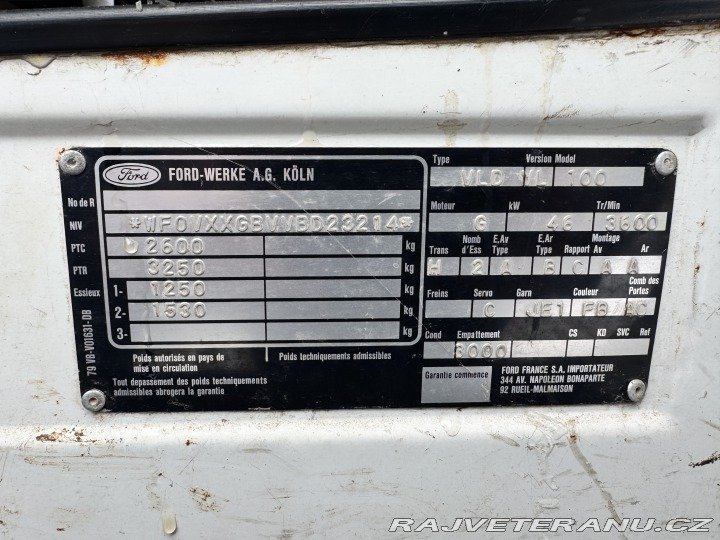 Ford
FORD-WERKE A.G. KÖLN
No de R
NIV *WF0VXXGBVVBD23214*
PTC 2600 kg
PTR 3250 kg
Essieux 1- 1250 kg
2- 1530 kg
3- kg
Poids autorisés en pays de mise en circulation
Poids techniquements admissibles
Tout depassement des poids techniquements
admissibles abrogera la garantie
79 VB-V01631-DB
Type Version Model
VLD VL 100
Moteur kW Tr/Min
G 46 3600
Trans Nomb d'Ess E,Av Type E,Ar Type Rapport Montage Av Ar
H 2 A B C A A
Comb des Portes
Freins Servo Garn Couleur
C JF1 FB AC
Cond Empattement CS KD SVC Ref
3000
Garantie commence
FORD FRANCE S.A. IMPORTATEUR
344 AV. NAPOLEON BONAPARTE
92 RUEIL-MALMAISON
RAJVETERANU.CZ